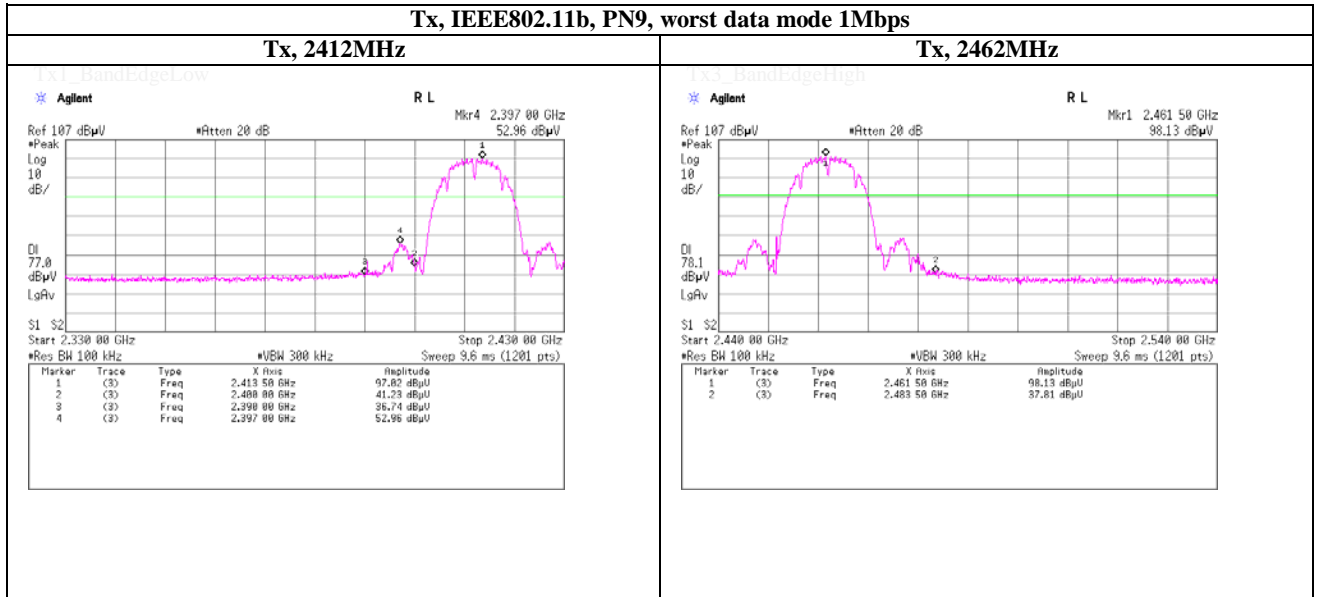 Tx, IEEE802.11b, PN9, worst data mode 1Mbps
Tx, 2412MHz
Tx, 2462MHz
Tx1_BandEdgeLow
Agilent
R L
Mkr4 2.397 00 GHz
Ref 107 dBµV
#Atten 20 dB
52.96 dBµV
#Peak
Log
10
dB/
1
4
2
3
DI
77.0
dBµV
LgAv
S1 S2
Start 2.330 00 GHz
Stop 2.430 00 GHz
#Res BW 100 kHz
#VBW 300 kHz
Sweep 9.6 ms (1201 pts)
Marker Trace Type X Axis Amplitude
1 (3) Freq 2.413 50 GHz 97.02 dBµV
2 (3) Freq 2.400 00 GHz 41.23 dBµV
3 (3) Freq 2.390 00 GHz 36.74 dBµV
4 (3) Freq 2.397 00 GHz 52.96 dBµV
Tx3_BandEdgeHigh
Agilent
R L
Mkr1 2.461 50 GHz
Ref 107 dBµV
#Atten 20 dB
98.13 dBµV
#Peak
Log
10
dB/
1
2
DI
78.1
dBµV
LgAv
S1 S2
Start 2.440 00 GHz
Stop 2.540 00 GHz
#Res BW 100 kHz
#VBW 300 kHz
Sweep 9.6 ms (1201 pts)
Marker Trace Type X Axis Amplitude
1 (3) Freq 2.461 50 GHz 98.13 dBµV
2 (3) Freq 2.483 50 GHz 37.81 dBµV